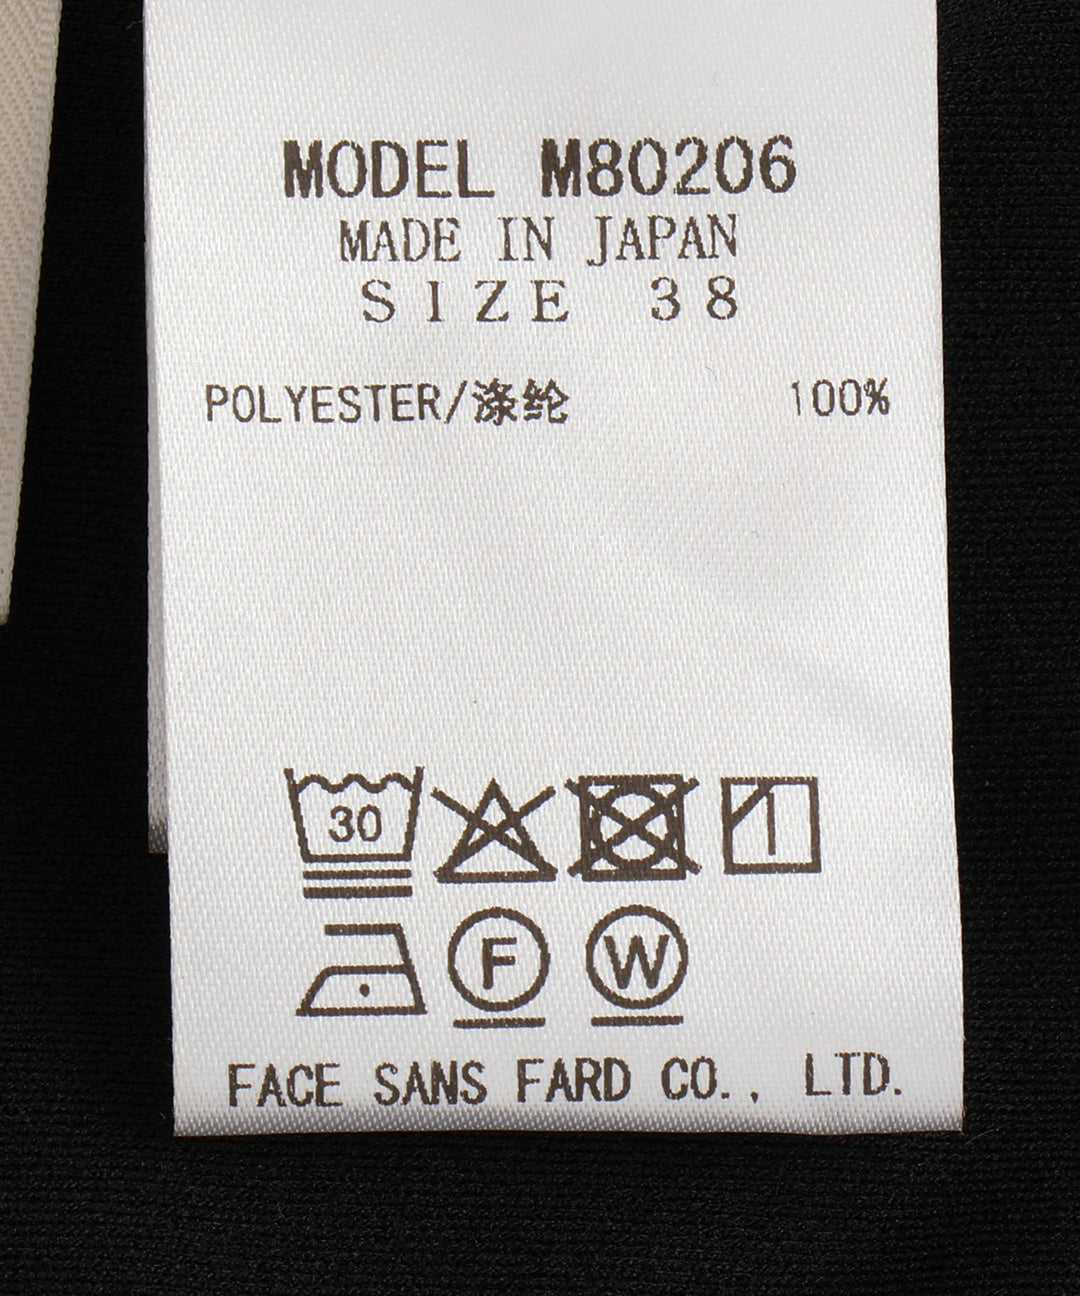 MODEL M80206
MADE IN JAPAN
SIZE 38
POLYESTER/涤纶 100%
30
F W
FACE SANS FARD CO., LTD.